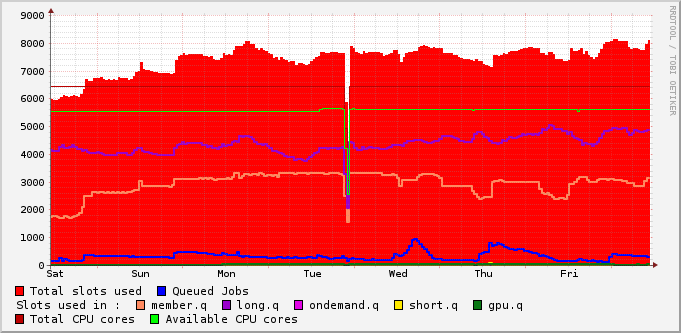 9000
8000
7000
6000
5000
4000
3000
2000
1000
0
Sat Sun Mon Tue Wed Thu Fri
Total slots used Queued Jobs
Slots used in : member.q long.q ondemand.q short.q gpu.q
Total CPU cores Available CPU cores
RRDTOOL / TOBI OETIKER